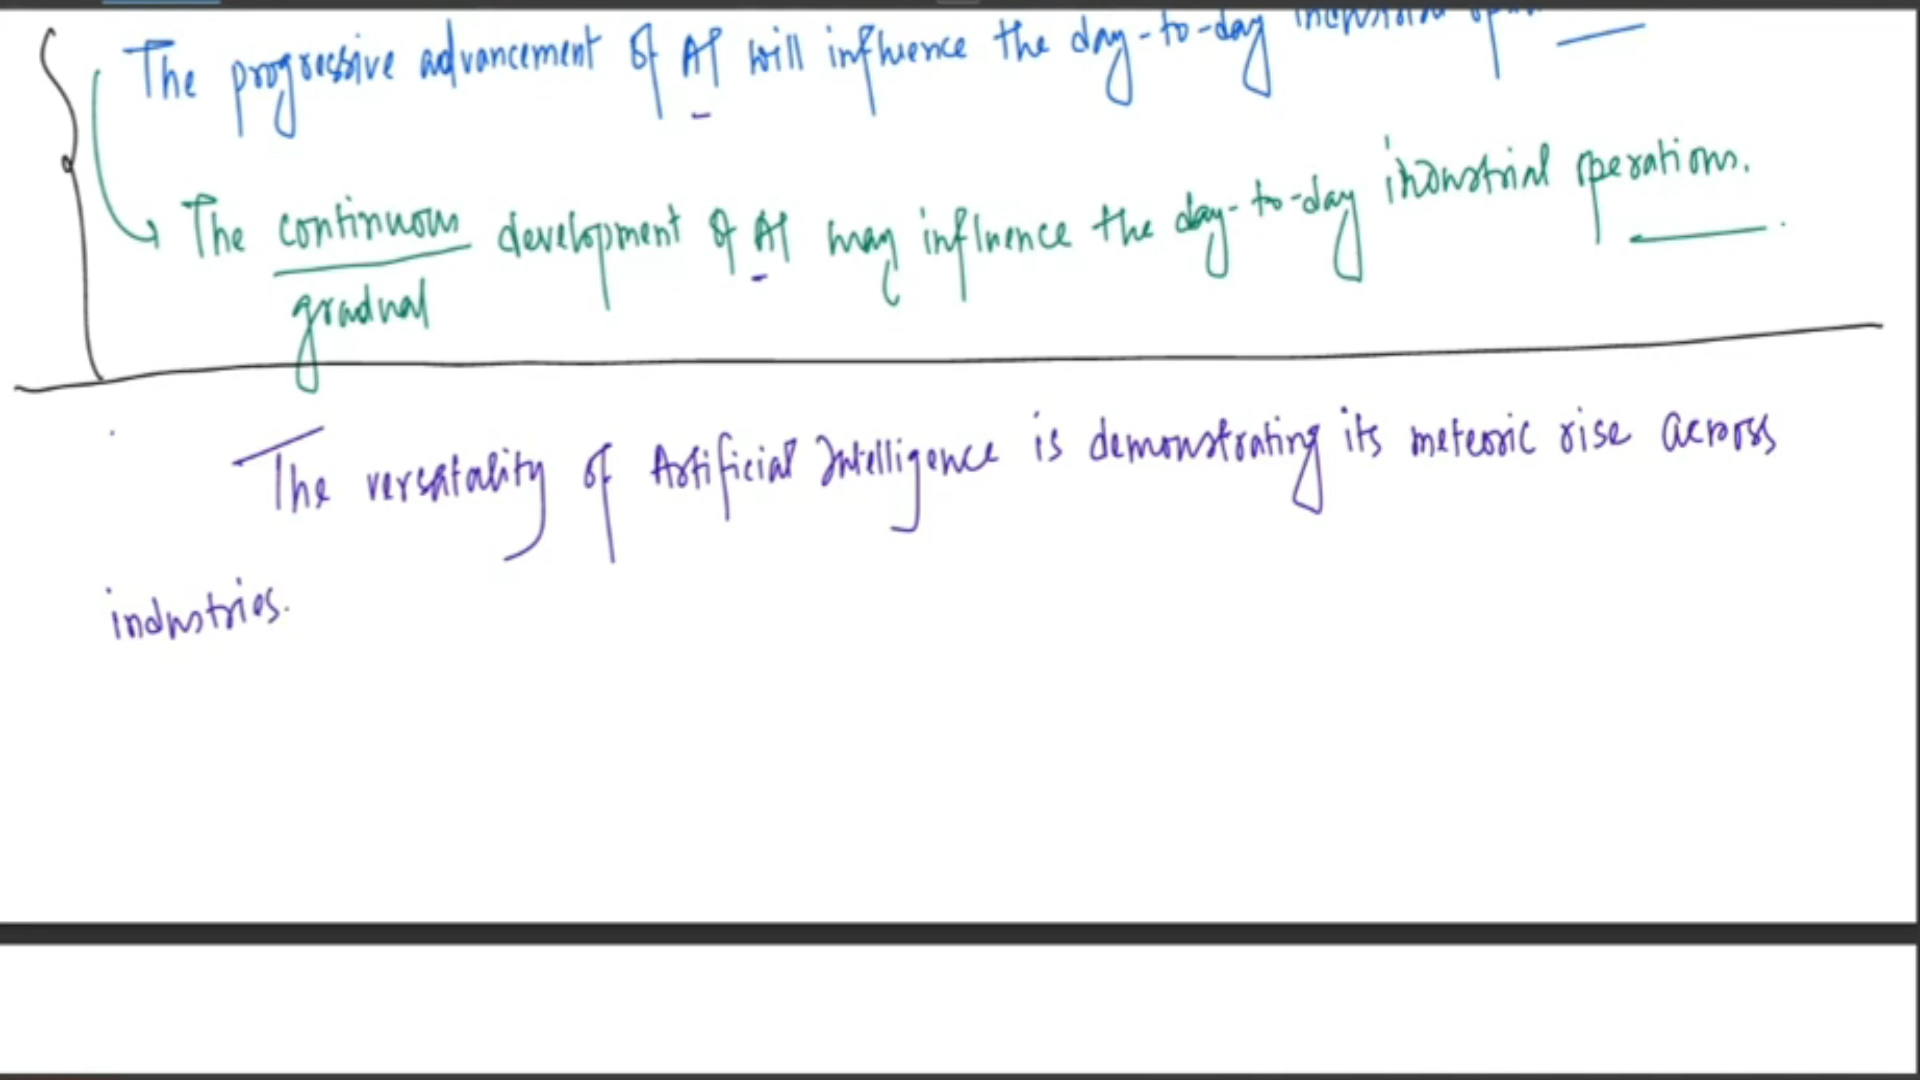 The progressive advancement of AI will influence the day-to-day industrial
The continuous development of AI may influence the day-to-day industrial operations.
gradual
The versatality of Artificial Intelligence is demonstrating its meteoric rise across
industries.